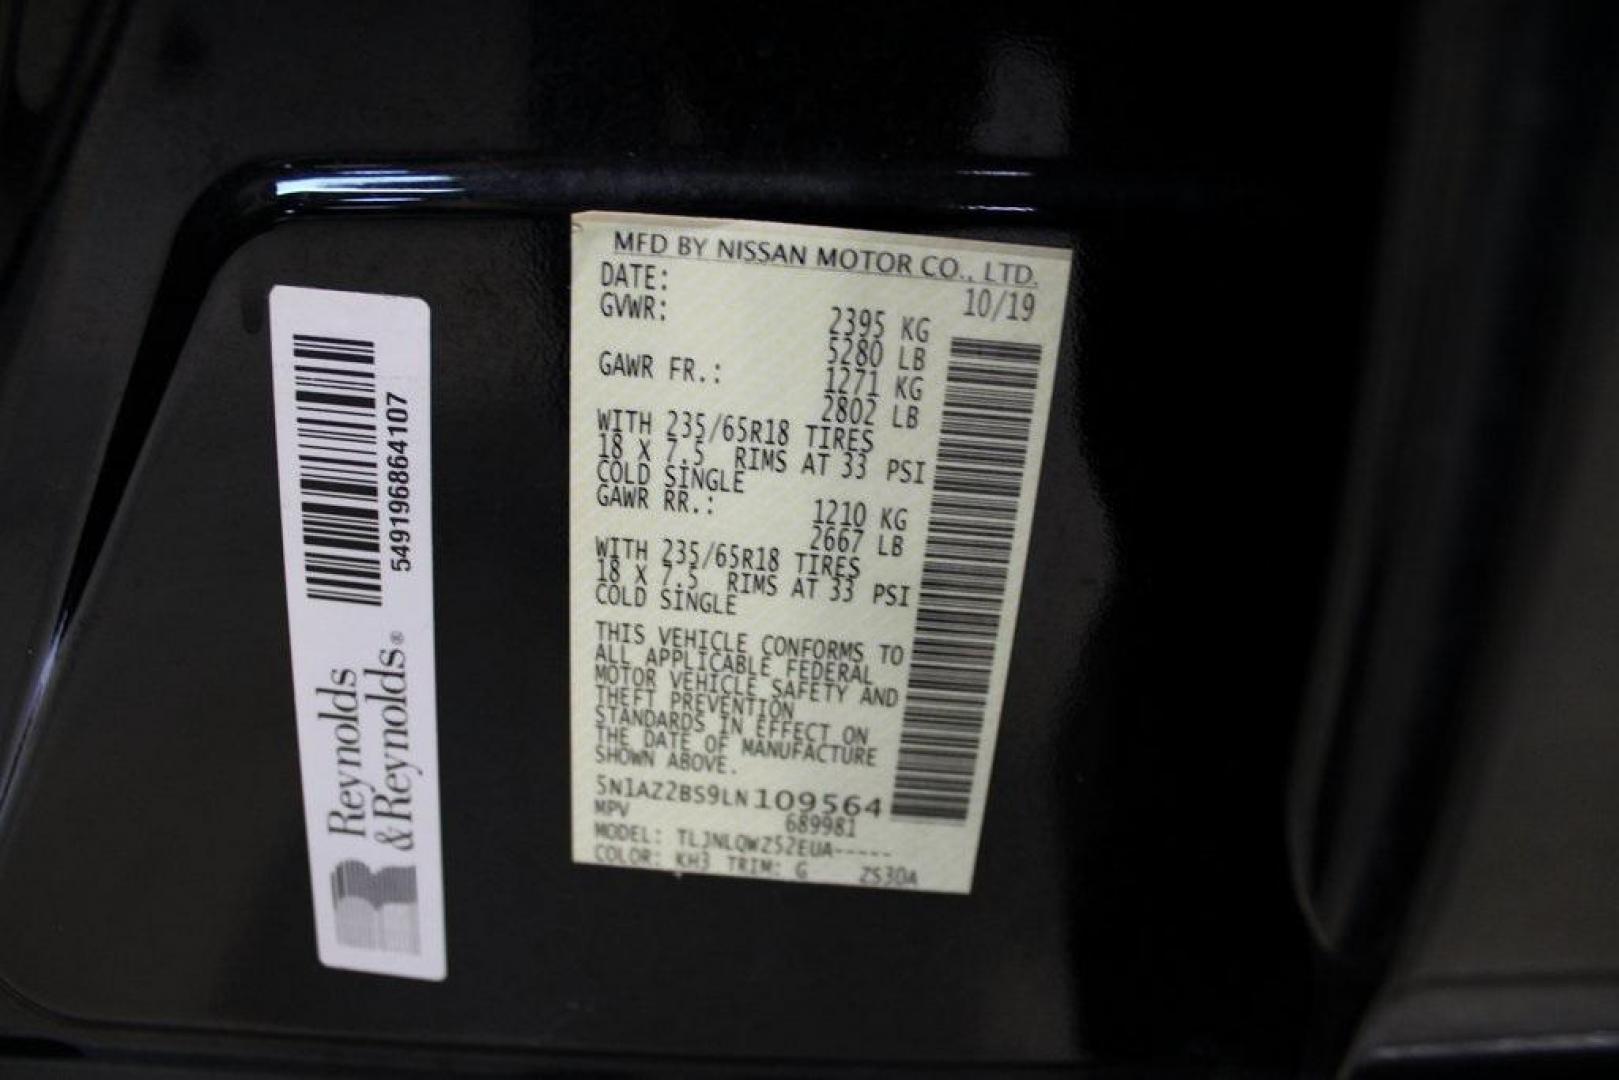 MFD BY NISSAN MOTOR CO., LTD.
DATE: 10/19
GVWR: 2395 KG
5280 LB
GAWR FR.: 1271 KG
2802 LB
WITH 235/65R18 TIRES
18 X 7.5 RIMS AT 33 PSI
COLD SINGLE
GAWR RR.: 1210 KG
2667 LB
WITH 235/65R18 TIRES
18 X 7.5 RIMS AT 33 PSI
COLD SINGLE
THIS VEHICLE CONFORMS TO
ALL APPLICABLE FEDERAL
MOTOR VEHICLE SAFETY AND
THEFT PREVENTION
STANDARDS IN EFFECT ON
THE DATE OF MANUFACTURE
SHOWN ABOVE.
5N1AZ2BS9LN109564
MPV 689981
MODEL: TLJNLQWZ52EUA-----
COLOR: KH3 TRIM: G ZS30A
549196864107
Reynolds
& Reynolds®